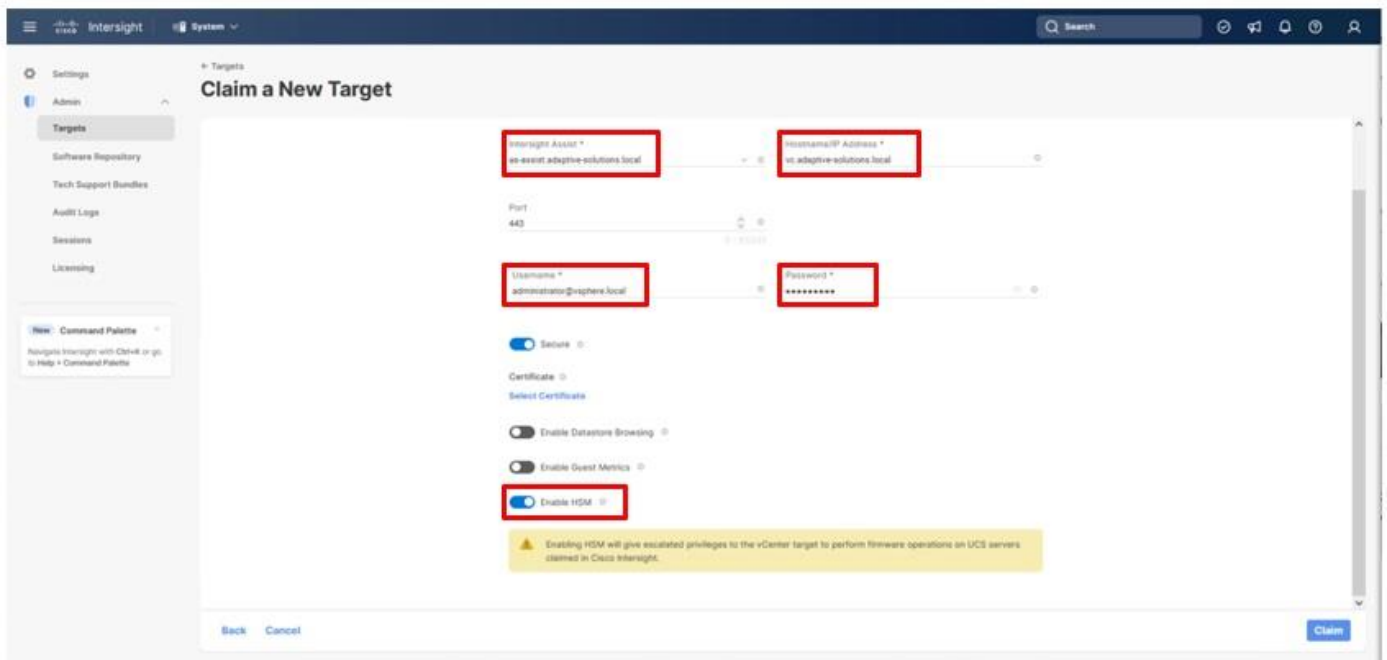 CISCO Intersight System
Search
Settings
Admin
Targets
Software Repository
Tech Support Bundles
Audit Logs
Sessions
Licensing
New Command Palette
Navigate Intersight with Ctrl+K or go
to Help > Command Palette
← Targets
Claim a New Target
Intersight Assist * Hostname/IP Address *
as-assist.adaptive-solutions.local vc.adaptive-solutions.local
Port
443
Username * Password *
administrator@vsphere.local •••••••••
Secure
Certificate
Select Certificate
Enable Datastore Browsing
Enable Guest Metrics
Enable HSM
Enabling HSM will give escalated privileges to the vCenter target to perform firmware operations on UCS servers
claimed in Cisco Intersight.
Back Cancel Claim